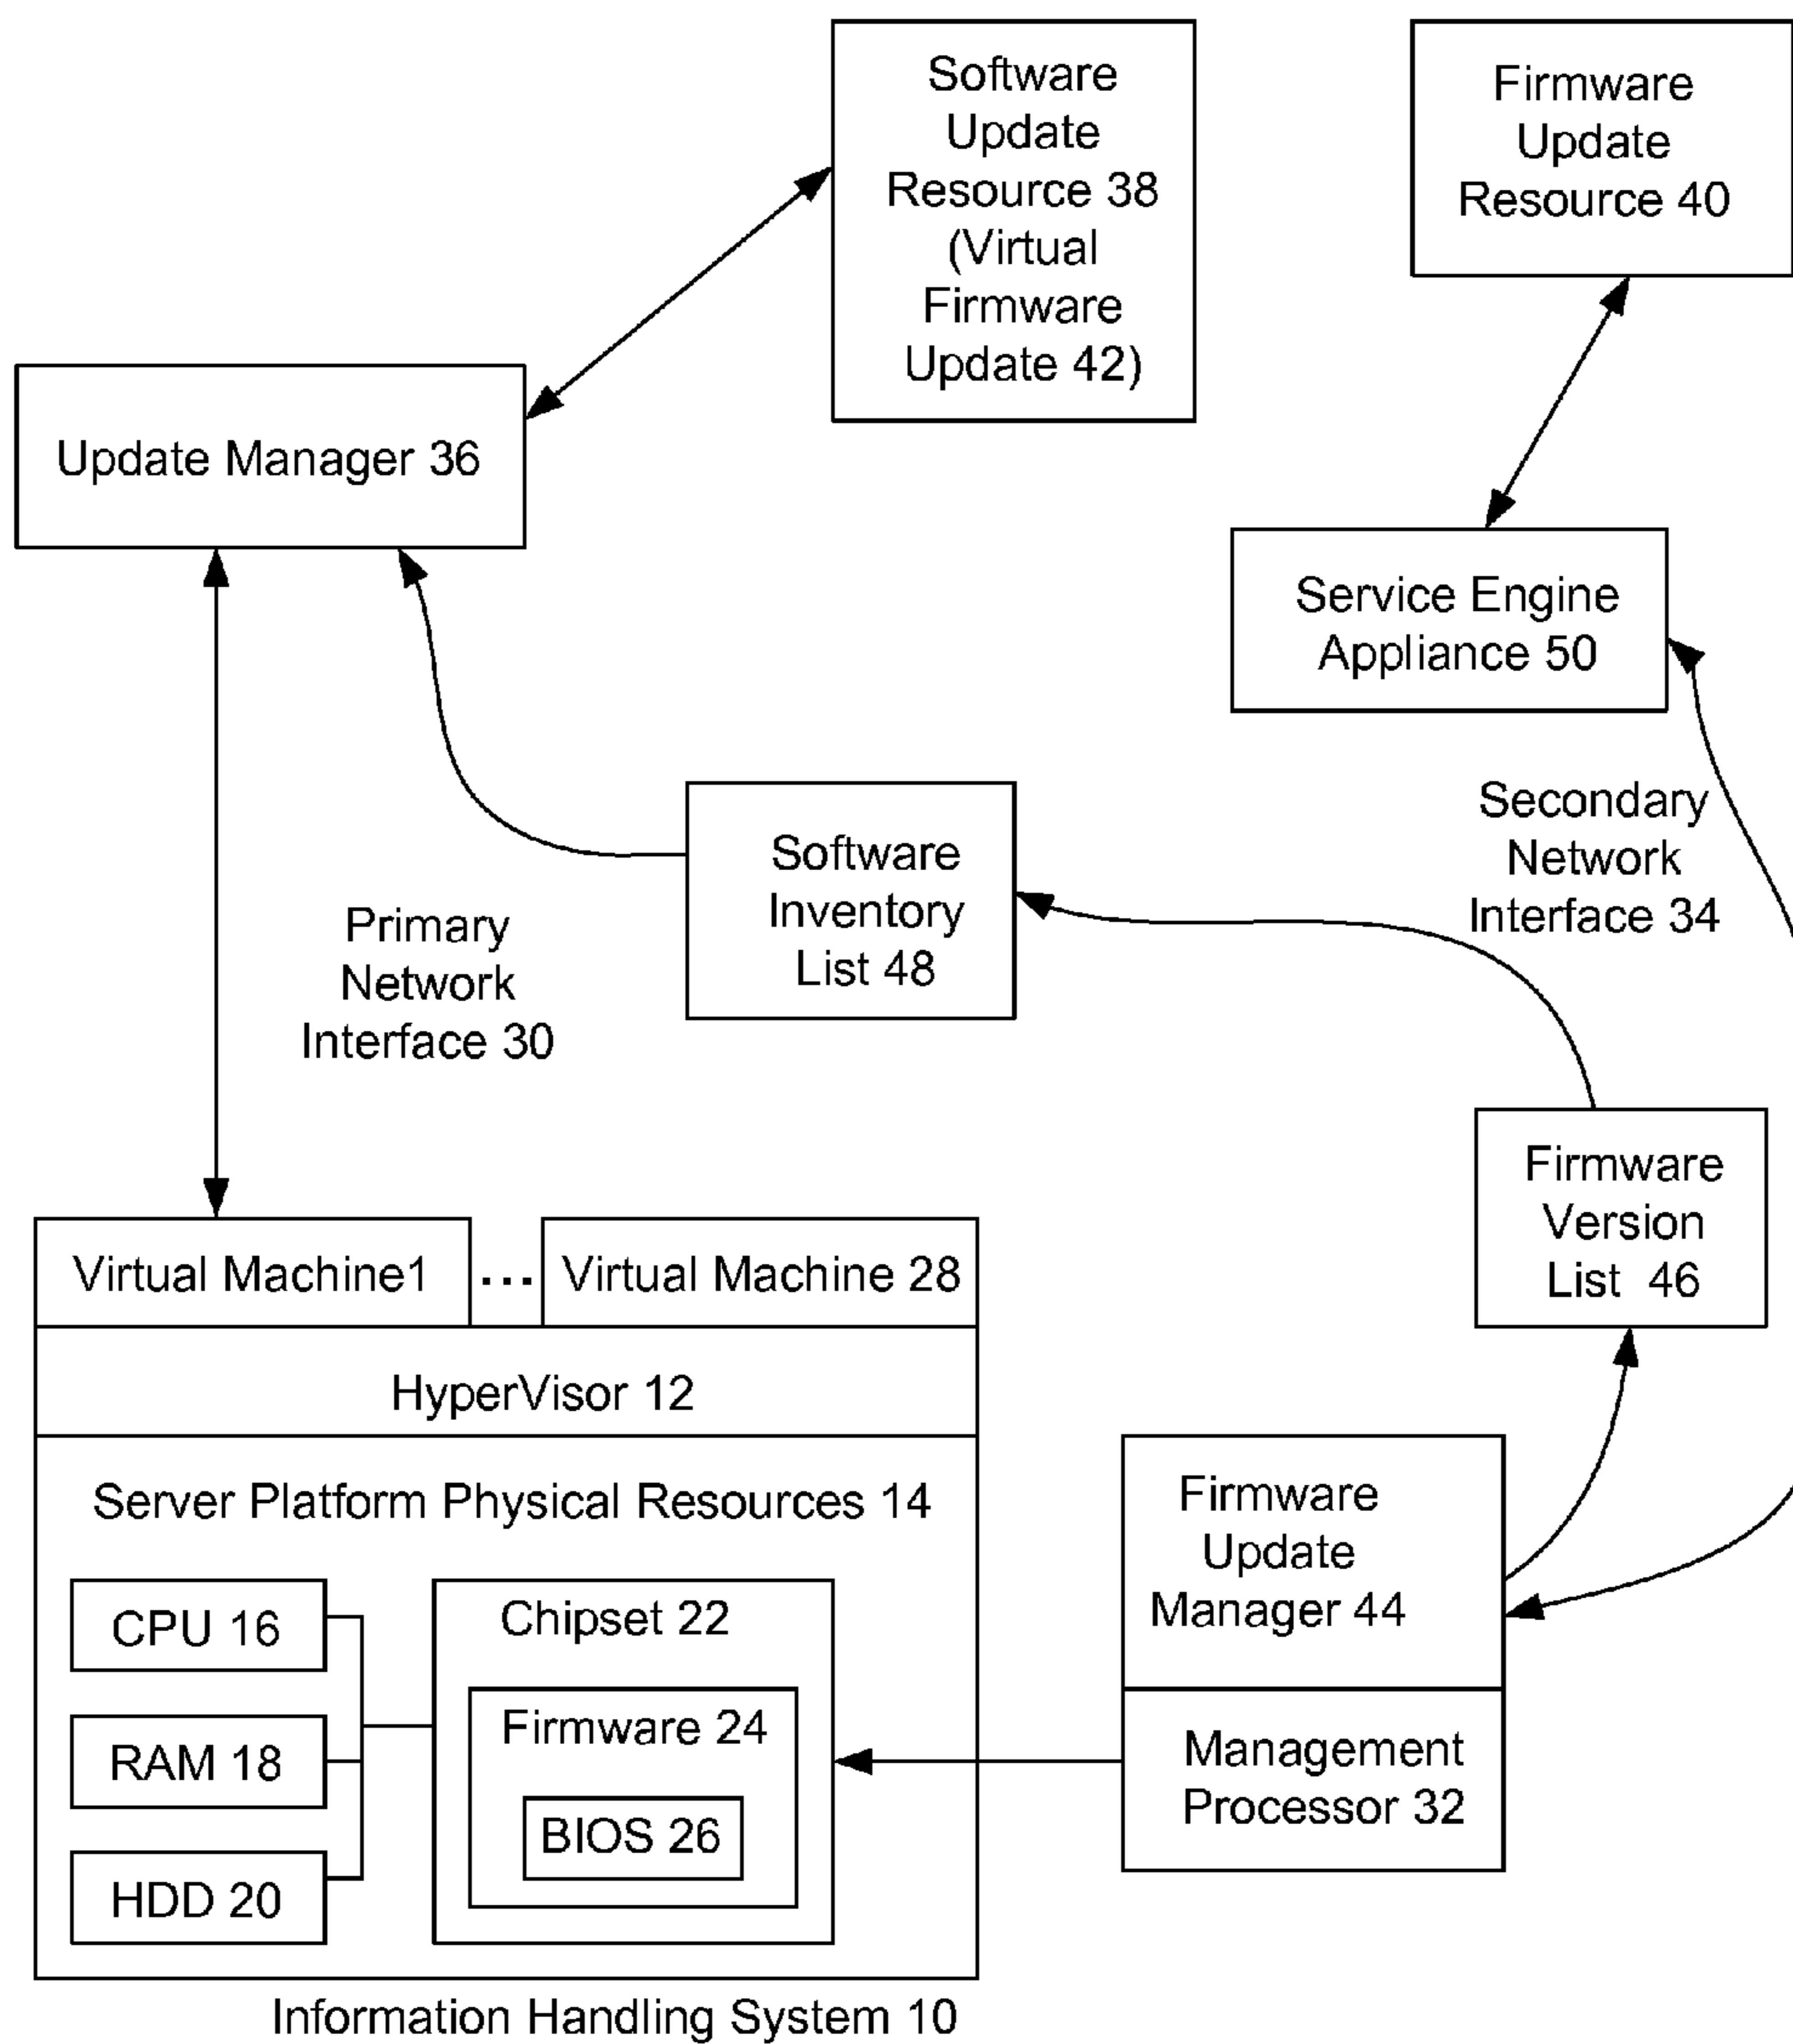 Software
Update
Resource 38
(Virtual
Firmware
Update 42)
Firmware
Update
Resource 40
Update Manager 36
Service Engine
Appliance 50
Secondary
Network
Interface 34
Software
Inventory
List 48
Primary
Network
Interface 30
Firmware
Version
List 46
Virtual Machine1
...
Virtual Machine 28
HyperVisor 12
Server Platform Physical Resources 14
CPU 16
RAM 18
HDD 20
Chipset 22
Firmware 24
BIOS 26
Firmware
Update
Manager 44
Management
Processor 32
Information Handling System 10